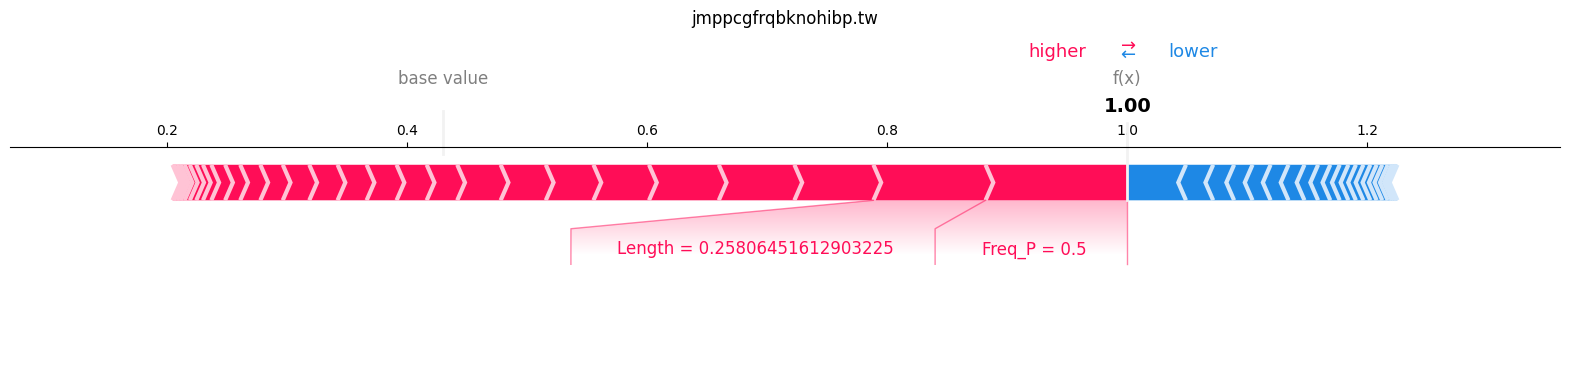 jmppcgfrqbknohibp.tw
higher ⇄ lower
base value f(x)
1.00
0.2 0.4 0.6 0.8 1.0 1.2
Length = 0.25806451612903225 Freq_P = 0.5